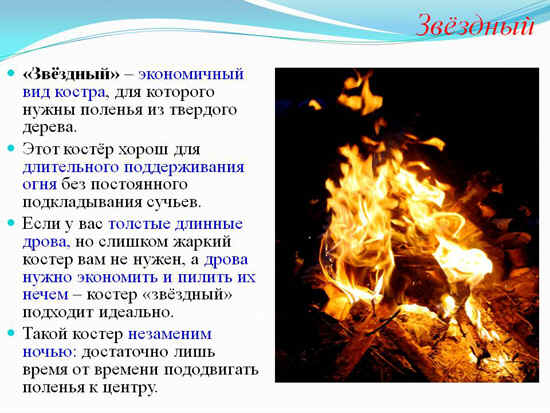 Звёздный
«Звёздный» – экономичный
вид костра, для которого
нужны поленья из твердого
дерева.
Этот костёр хорош для
длительного поддерживания
огня без постоянного
подкладывания сучьев.
Если у вас толстые длинные
дрова, но слишком жаркий
костер вам не нужен, а дрова
нужно экономить и пилить их
нечем – костер «звёздный»
подходит идеально.
Такой костер незаменим
ночью: достаточно лишь
время от времени пододвигать
поленья к центру.